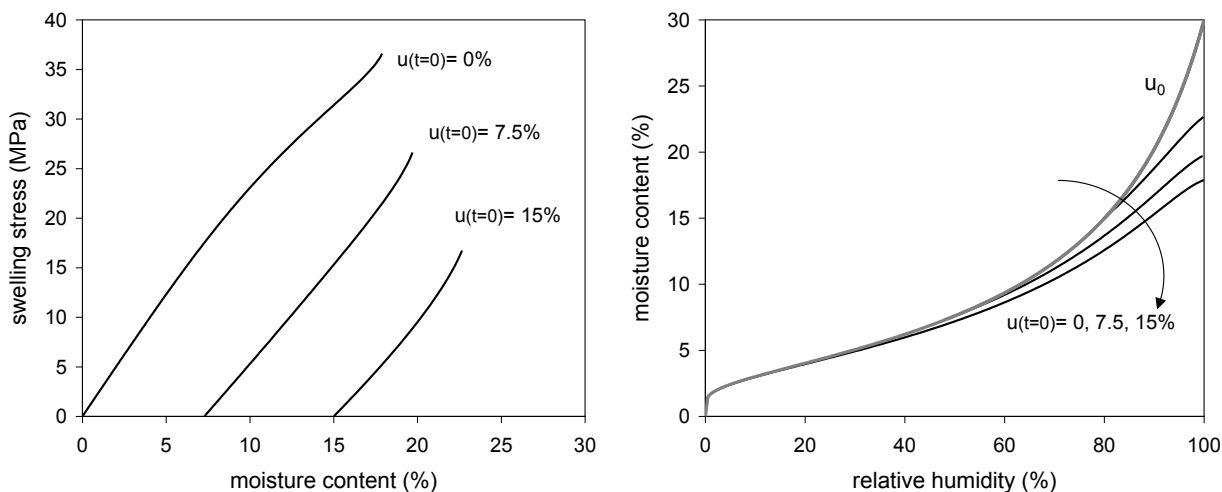 40
35
30
25
20
15
10
5
0
swelling stress (MPa)
u(t=0)= 0%
u(t=0)= 7.5%
u(t=0)= 15%
0 5 10 15 20 25 30
moisture content (%)
30
25
20
15
10
5
0
moisture content (%)
u₀
u(t=0)= 0, 7.5, 15%
0 20 40 60 80 100
relative humidity (%)